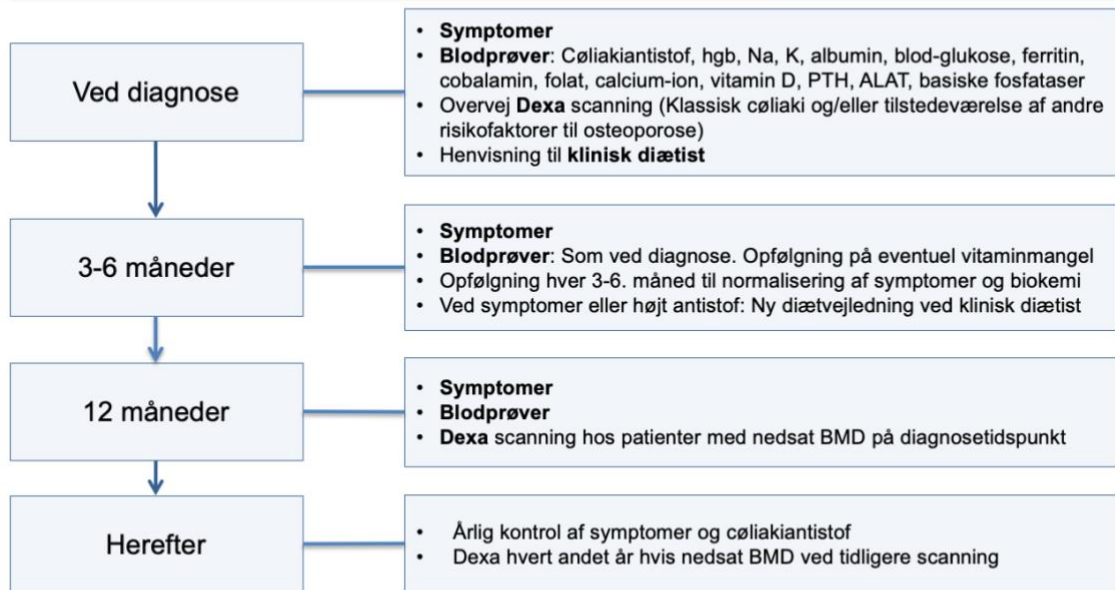 Ved diagnose
• Symptomer
• Blodprøver: Cøliakiantistof, hgb, Na, K, albumin, blod-glukose, ferritin,
cobalamin, folat, calcium-ion, vitamin D, PTH, ALAT, basiske fosfataser
• Overvej Dexa scanning (Klassisk cøliaki og/eller tilstedeværelse af andre
risikofaktorer til osteoporose)
• Henvisning til klinisk diætist
3-6 måneder
• Symptomer
• Blodprøver: Som ved diagnose. Opfølgning på eventuel vitaminmangel
• Opfølgning hver 3-6. måned til normalisering af symptomer og biokemi
• Ved symptomer eller højt antistof: Ny diætvejledning ved klinisk diætist
12 måneder
• Symptomer
• Blodprøver
• Dexa scanning hos patienter med nedsat BMD på diagnosetidspunkt
Herefter
• Årlig kontrol af symptomer og cøliakiantistof
• Dexa hvert andet år hvis nedsat BMD ved tidligere scanning